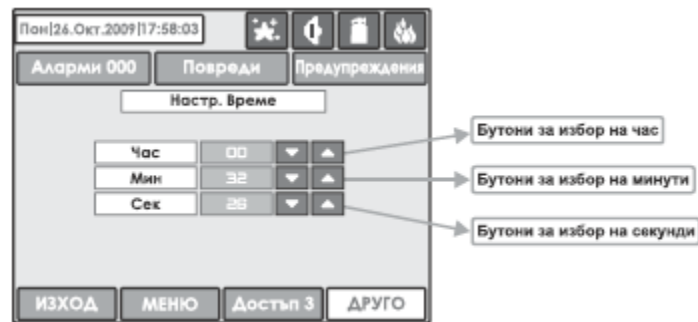 Пон|26.Окт.2009|17:58:03
Аларми 000 Повреди Предупреждения
Настр. Време
Час 00
Мин 32
Сек 26
Бутони за избор на час
Бутони за избор на минути
Бутони за избор на секунди
ИЗХОД МЕНЮ Достъп 3 ДРУГО